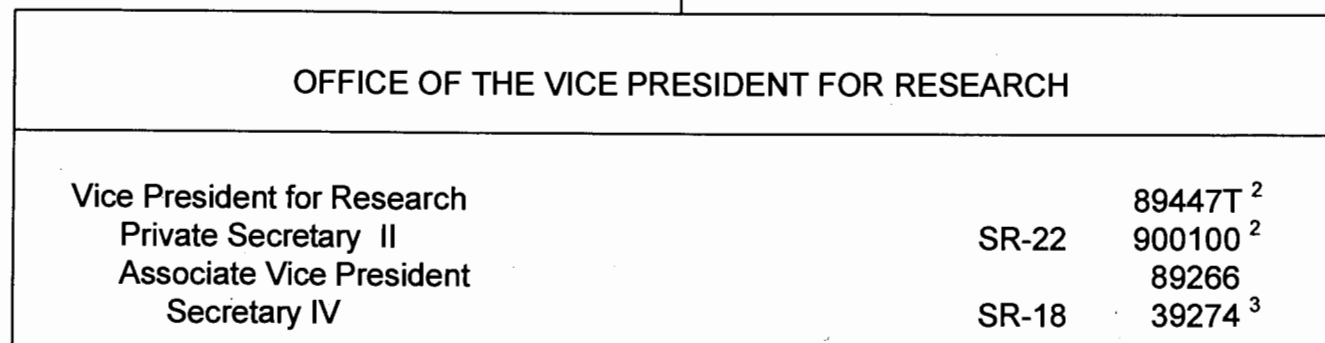 OFFICE OF THE VICE PRESIDENT FOR RESEARCH
Vice President for Research 89447T ²
Private Secretary II SR-22 900100 ²
Associate Vice President 89266
Secretary IV SR-18 39274 ³